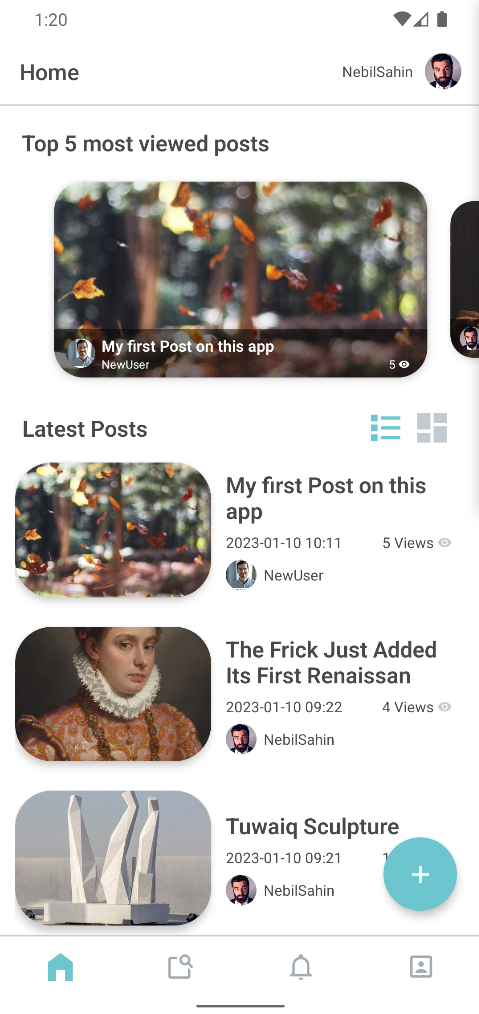 1:20
Home
NebilSahin
Top 5 most viewed posts
My first Post on this app
NewUser
5
Latest Posts
My first Post on this
app
2023-01-10 10:11
5 Views
NewUser
The Frick Just Added
Its First Renaissan
2023-01-10 09:22
4 Views
NebilSahin
Tuwaiq Sculpture
2023-01-10 09:21
NebilSahin